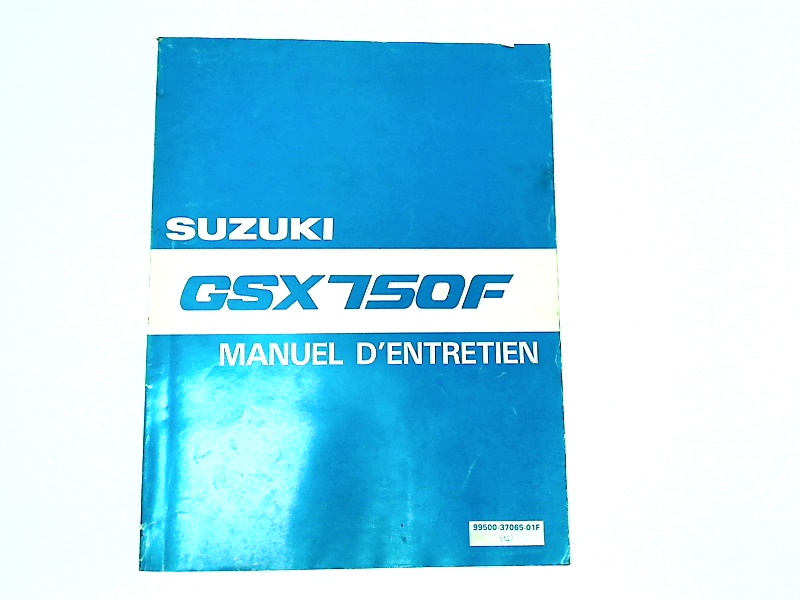 SUZUKI
GSX750F
MANUEL D'ENTRETIEN
99500-37065-01F